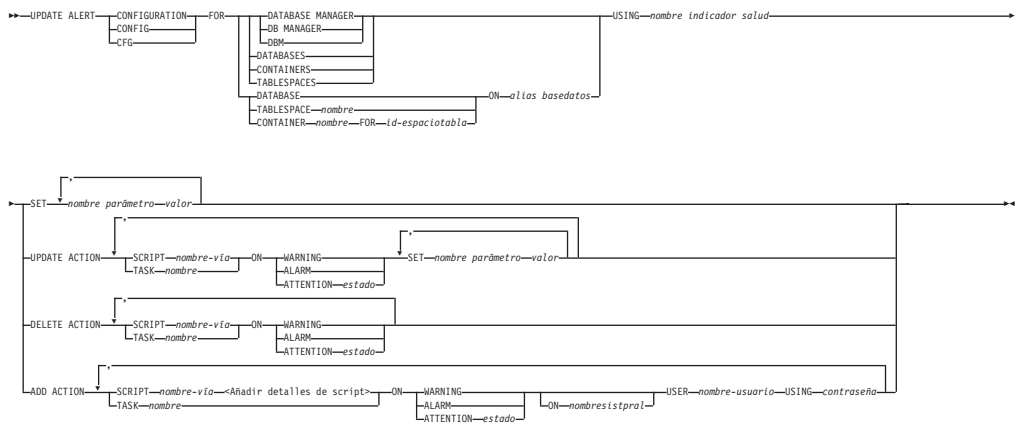 UPDATE ALERT CONFIGURATION FOR DATABASE MANAGER USING nombre indicador salud
CONFIG DB MANAGER
CFG DBM
DATABASES
CONTAINERS
TABLESPACES
DATABASE ON alias basedatos
TABLESPACE nombre
CONTAINER nombre FOR id-espaciotabla
,
SET nombre parámetro valor
, ,
UPDATE ACTION SCRIPT nombre-vía ON WARNING SET nombre parámetro valor
TASK nombre ALARM
ATTENTION estado
,
DELETE ACTION SCRIPT nombre-vía ON WARNING
TASK nombre ALARM
ATTENTION estado
,
ADD ACTION SCRIPT nombre-vía <Añadir detalles de script> ON WARNING USER nombre-usuario USING contraseña
TASK nombre ALARM ON nombresistpral
ATTENTION estado